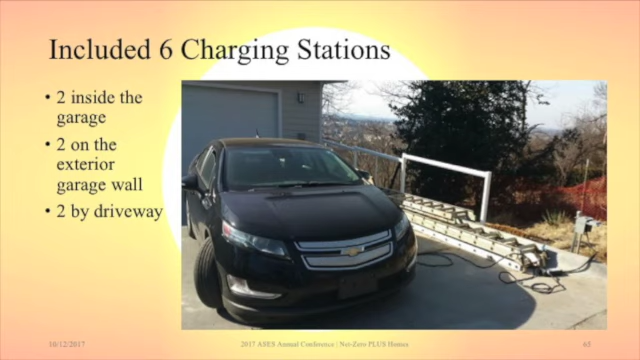 Included 6 Charging Stations
• 2 inside the
garage
• 2 on the
exterior
garage wall
• 2 by driveway
10/12/2017
2017 ASES Annual Conference | Net-Zero PLUS Homes
65